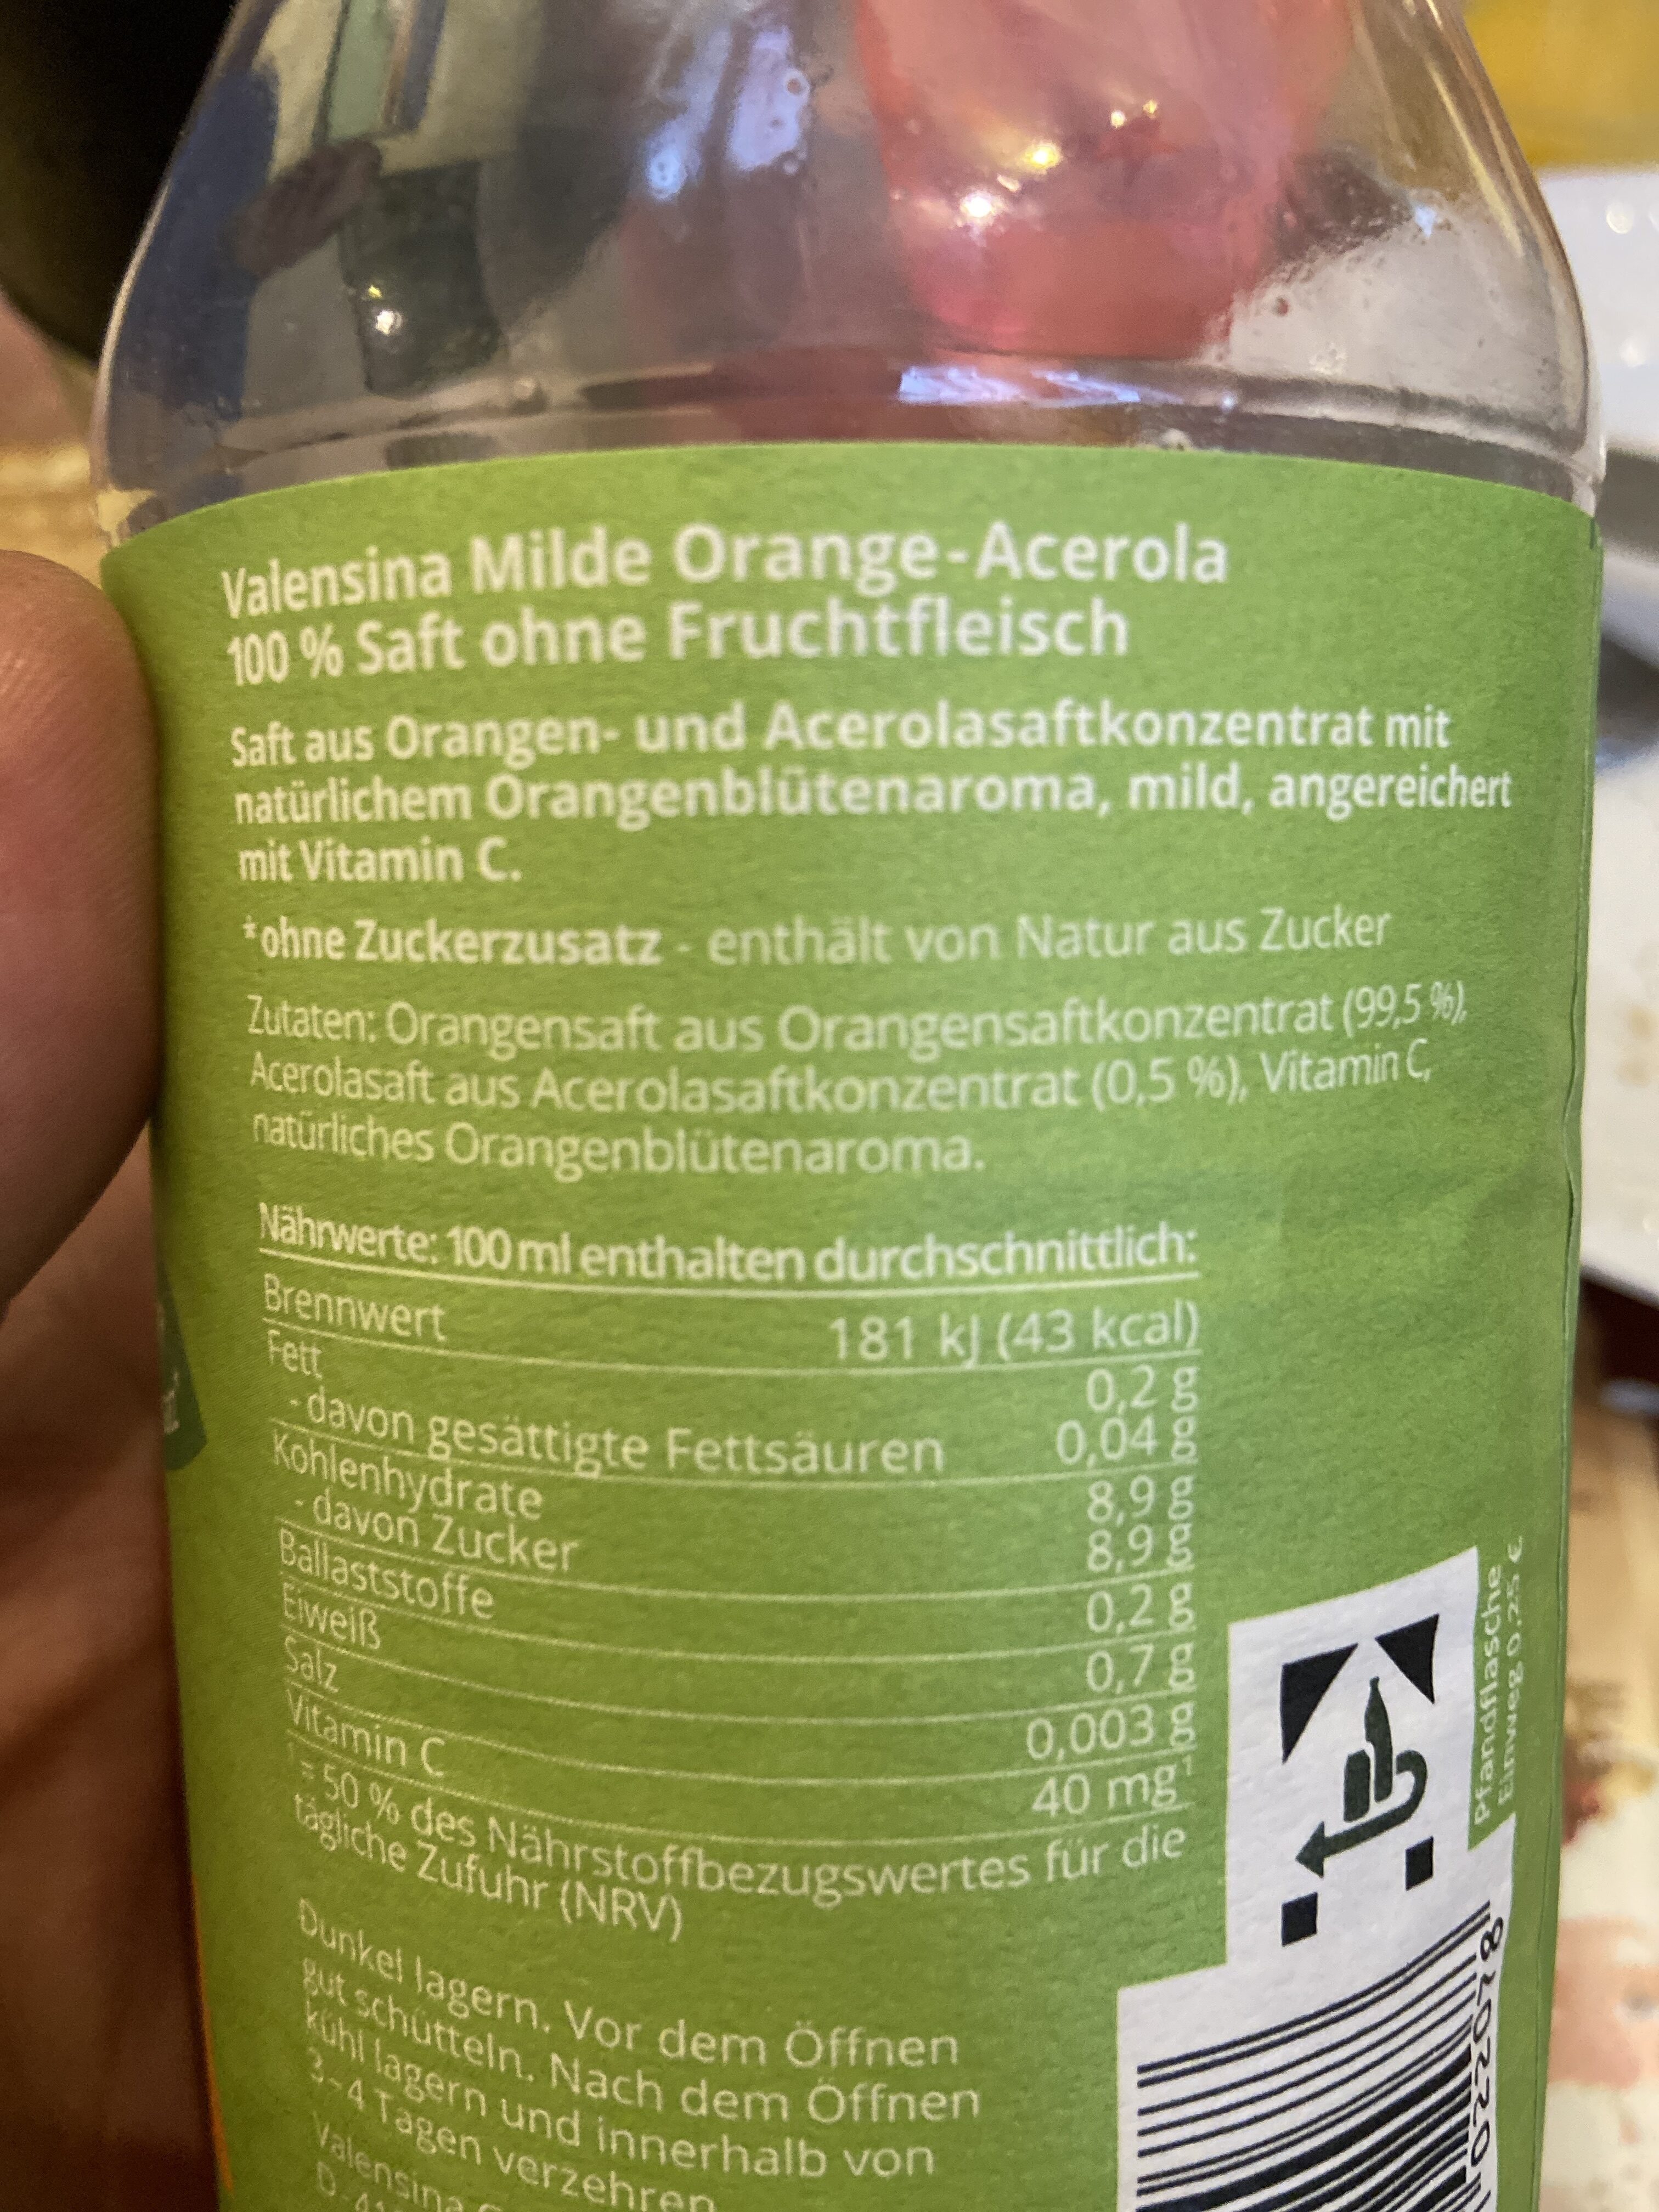 Valensina Milde Orange-Acerola
100 % Saft ohne Fruchtfleisch
Saft aus Orangen- und Acerolasaftkonzentrat mit
natürlichem Orangenblütenaroma, mild, angereichert
mit Vitamin C.
*ohne Zuckerzusatz - enthält von Natur aus Zucker
Zutaten: Orangensaft aus Orangensaftkonzentrat (99,5 %),
Acerolasaft aus Acerolasaftkonzentrat (0,5 %), Vitamin C,
natürliches Orangenblütenaroma.
Nährwerte: 100 ml enthalten durchschnittlich:
Brennwert 181 kJ (43 kcal)
Fett 0,2 g
- davon gesättigte Fettsäuren 0,04 g
Kohlenhydrate 8,9 g
- davon Zucker 8,9 g
Ballaststoffe 0,2 g
Eiweiß 0,7 g
Salz 0,003 g
Vitamin C 40 mg¹
¹ = 50 % des Nährstoffbezugswertes für die
tägliche Zufuhr (NRV)
Dunkel lagern. Vor dem Öffnen
gut schütteln. Nach dem Öffnen
kühl lagern und innerhalb von
3-4 Tagen verzehren
Valensina
Pfandflasche
Einweg 0,25 €